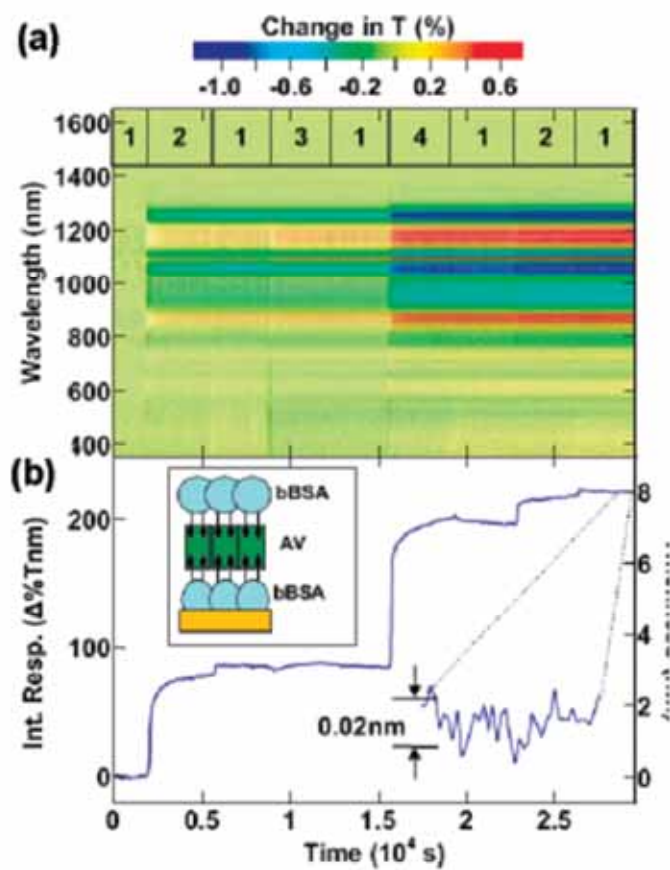 (a)
Change in T (%)
-1.0 -0.6 -0.2 0.2 0.6
1 2 1 3 1 4 1 2 1
Wavelength (nm)
1600
1400
1200
1000
800
600
400
(b)
Int. Resp. (Δ%Tnm)
200
100
0
bBSA
AV
bBSA
0.02nm
8
6
4
2
0
0 0.5 1 1.5 2 2.5
Time (10⁴ s)